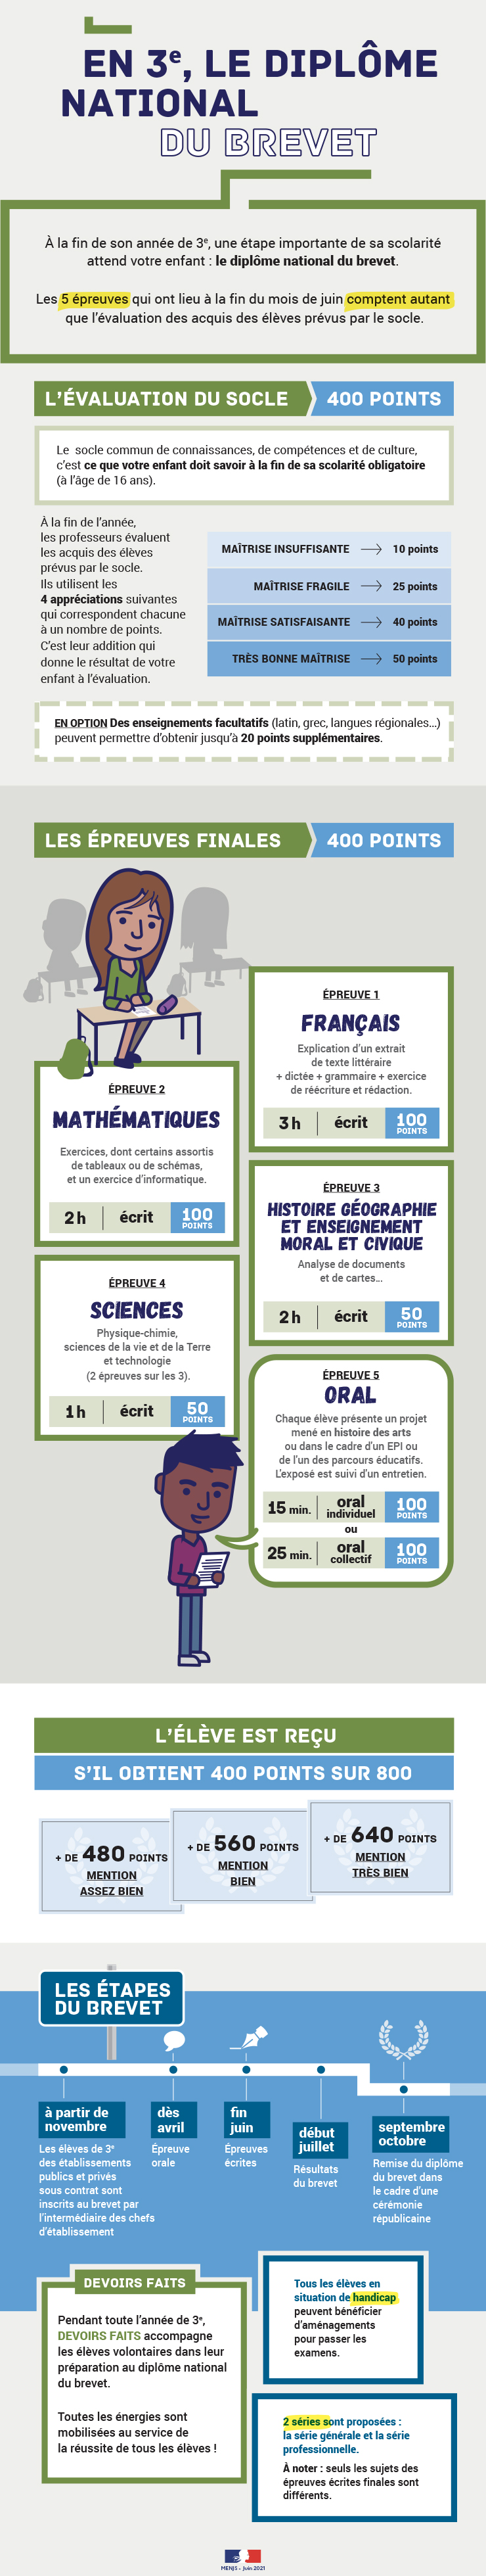 EN 3e, LE DIPLÔME
NATIONAL
DU BREVET
À la fin de son année de 3e, une étape importante de sa scolarité
attend votre enfant : le diplôme national du brevet.
Les 5 épreuves qui ont lieu à la fin du mois de juin comptent autant
que l’évaluation des acquis des élèves prévus par le socle.
L’ÉVALUATION DU SOCLE
400 POINTS
Le socle commun de connaissances, de compétences et de culture,
c’est ce que votre enfant doit savoir à la fin de sa scolarité obligatoire
(à l’âge de 16 ans).
À la fin de l’année,
les professeurs évaluent
les acquis des élèves
prévus par le socle.
Ils utilisent les
4 appréciations suivantes
qui correspondent chacune
à un nombre de points.
C’est leur addition qui
donne le résultat de votre
enfant à l’évaluation.
MAÎTRISE INSUFFISANTE → 10 points
MAÎTRISE FRAGILE → 25 points
MAÎTRISE SATISFAISANTE → 40 points
TRÈS BONNE MAÎTRISE → 50 points
EN OPTION Des enseignements facultatifs (latin, grec, langues régionales...)
peuvent permettre d’obtenir jusqu’à 20 points supplémentaires.
LES ÉPREUVES FINALES
400 POINTS
ÉPREUVE 1
FRANÇAIS
Explication d’un extrait
de texte littéraire
+ dictée + grammaire + exercice
de réécriture et rédaction.
3 h écrit 100
POINTS
ÉPREUVE 2
MATHÉMATIQUES
Exercices, dont certains assortis
de tableaux ou de schémas,
et un exercice d’informatique.
2 h écrit 100
POINTS
ÉPREUVE 3
HISTOIRE GÉOGRAPHIE
ET ENSEIGNEMENT
MORAL ET CIVIQUE
Analyse de documents
et de cartes...
2 h écrit 50
POINTS
ÉPREUVE 4
SCIENCES
Physique-chimie,
sciences de la vie et de la Terre
et technologie
(2 épreuves sur les 3).
1 h écrit 50
POINTS
ÉPREUVE 5
ORAL
Chaque élève présente un projet
mené en histoire des arts
ou dans le cadre d’un EPI ou
de l’un des parcours éducatifs.
L’exposé est suivi d’un entretien.
15 min. oral
individuel
100
POINTS
ou
25 min. oral
collectif
100
POINTS
L’ÉLÈVE EST REÇU
S’IL OBTIENT 400 POINTS SUR 800
+ DE 480 POINTS
MENTION
ASSEZ BIEN
+ DE 560 POINTS
MENTION
BIEN
+ DE 640 POINTS
MENTION
TRÈS BIEN
LES ÉTAPES
DU BREVET
à partir de
novembre
Les élèves de 3e
des établissements
publics et privés
sous contrat sont
inscrits au brevet par
l’intermédiaire des chefs
d’établissement
dès
avril
Épreuve
orale
fin
juin
Épreuves
écrites
début
juillet
Résultats
du brevet
septembre
octobre
Remise du diplôme
du brevet dans
le cadre d’une
cérémonie
républicaine
DEVOIRS FAITS
Pendant toute l’année de 3e,
DEVOIRS FAITS accompagne
les élèves volontaires dans leur
préparation au diplôme national
du brevet.
Toutes les énergies sont
mobilisées au service de
la réussite de tous les élèves !
Tous les élèves en
situation de handicap
peuvent bénéficier
d’aménagements
pour passer les
examens.
2 séries sont proposées :
la série générale et la série
professionnelle.
À noter : seuls les sujets des
épreuves écrites finales sont
différents.
MENJS - Juin 2021